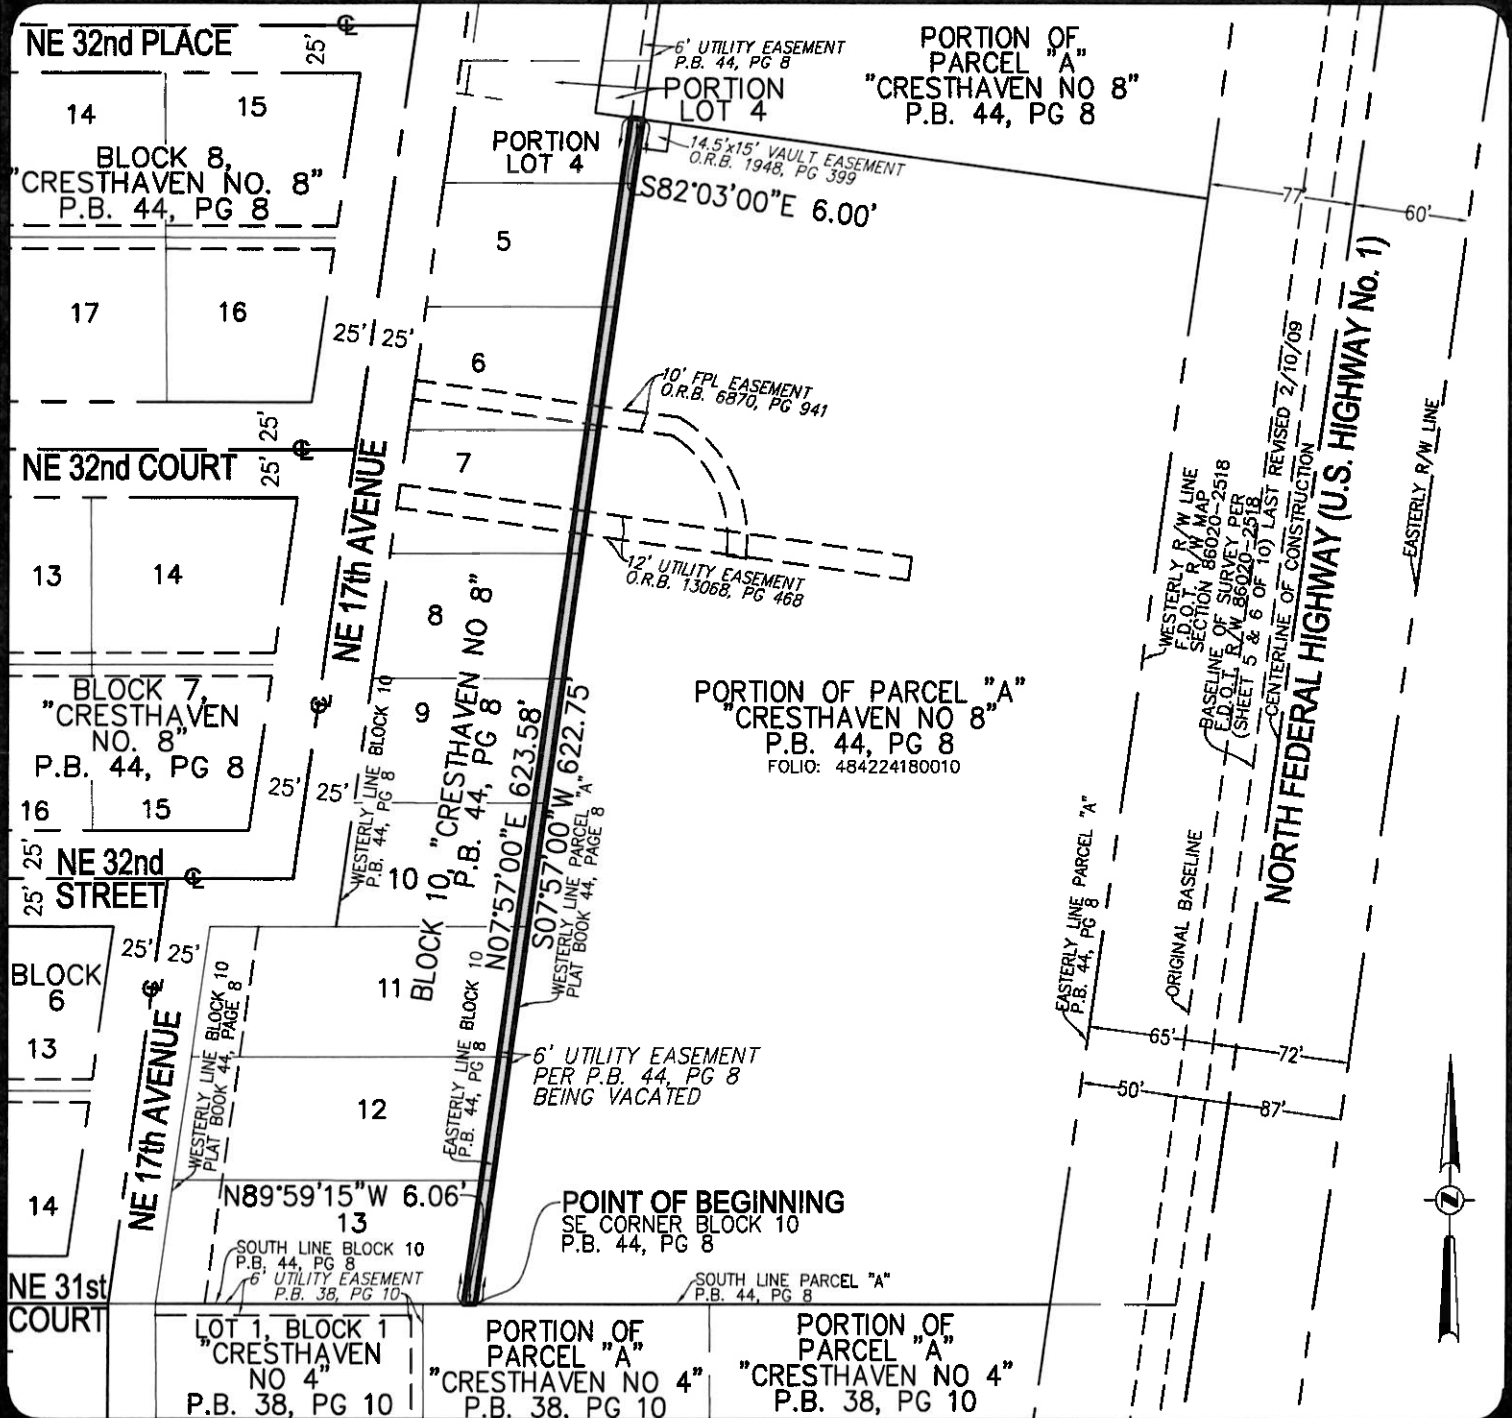 NE 32nd PLACE
25'
14
15
BLOCK 8,
"CRESTHAVEN NO. 8"
P.B. 44, PG 8
17
16
25'
25'
6' UTILITY EASEMENT
P.B. 44, PG 8
PORTION
LOT 4
PORTION
LOT 4
PORTION OF
PARCEL "A"
"CRESTHAVEN NO 8"
P.B. 44, PG 8
14.5'x15' VAULT EASEMENT
O.R.B. 1948, PG 399
S82°03'00"E 6.00'
77'
60'
5
6
10' FPL EASEMENT
O.R.B. 6870, PG 941
7
25'
NE 32nd COURT
25'
NE 17th AVENUE
13
14
12' UTILITY EASEMENT
O.R.B. 13068, PG 468
8
9
10
BLOCK 10, "CRESTHAVEN NO 8"
P.B. 44, PG 8
N07°57'00"E 623.58'
S07°57'00"W 622.75'
WESTERLY LINE PARCEL "A"
PLAT BOOK 44, PAGE 8
WESTERLY LINE BLOCK 10
P.B. 44, PG 8
PORTION OF PARCEL "A"
"CRESTHAVEN NO 8"
P.B. 44, PG 8
FOLIO: 484224180010
WESTERLY R/W LINE
F.D.O.T. R/W MAP
SECTION 86020-2518
BASELINE OF SURVEY PER
F.D.O.T. R/W 86020-2518
(SHEET 5 & 6 OF 10) LAST REVISED 2/10/09
CENTERLINE OF CONSTRUCTION
NORTH FEDERAL HIGHWAY (U.S. HIGHWAY No. 1)
EASTERLY R/W LINE
BLOCK 7,
"CRESTHAVEN
NO. 8"
P.B. 44, PG 8
16
15
25'
25'
25'
NE 32nd
STREET
25'
EASTERLY LINE PARCEL "A"
P.B. 44, PG 8
ORIGINAL BASELINE
BLOCK
6
13
14
25'
25'
NE 17th AVENUE
WESTERLY LINE BLOCK 10
PLAT BOOK 44, PAGE 8
11
12
EASTERLY LINE BLOCK 10
P.B. 44, PG 8
6' UTILITY EASEMENT
PER P.B. 44, PG 8
BEING VACATED
65'
72'
50'
87'
N89°59'15"W 6.06'
13
POINT OF BEGINNING
SE CORNER BLOCK 10
P.B. 44, PG 8
SOUTH LINE BLOCK 10
P.B. 44, PG 8
6' UTILITY EASEMENT
P.B. 38, PG 10
SOUTH LINE PARCEL "A"
P.B. 44, PG 8
Z
NE 31st
COURT
LOT 1, BLOCK 1
"CRESTHAVEN
NO 4"
P.B. 38, PG 10
PORTION OF
PARCEL "A"
"CRESTHAVEN NO 4"
P.B. 38, PG 10
PORTION OF
PARCEL "A"
"CRESTHAVEN NO 4"
P.B. 38, PG 10